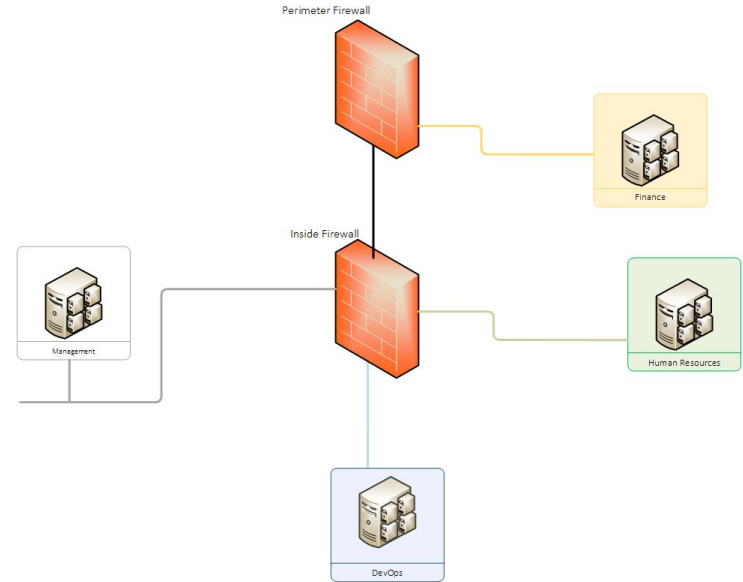 Perimeter Firewall
Finance
Inside Firewall
Management
Human Resources
DevOps